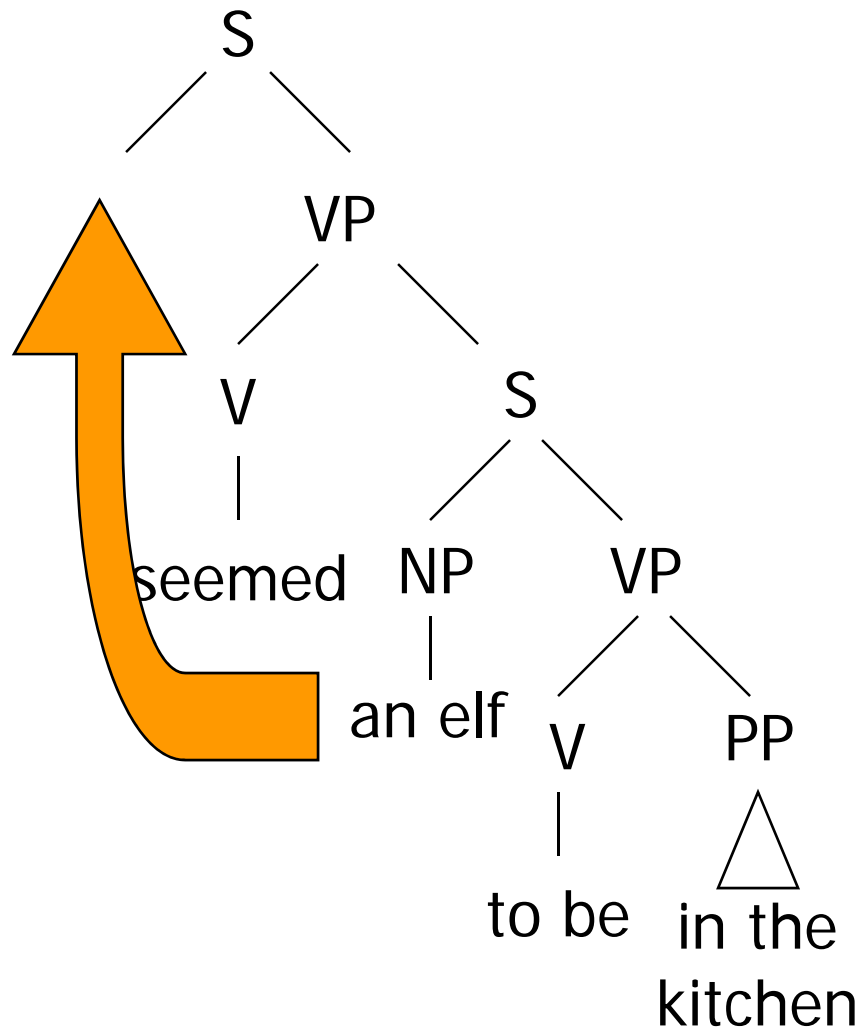 S
VP
V
S
seemed
NP
VP
an elf
V
PP
to be
in the
kitchen